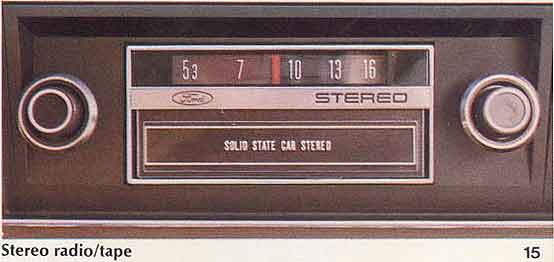 53 7 10 13 16
Ford STEREO
SOLID STATE CAR STEREO
Stereo radio/tape 15